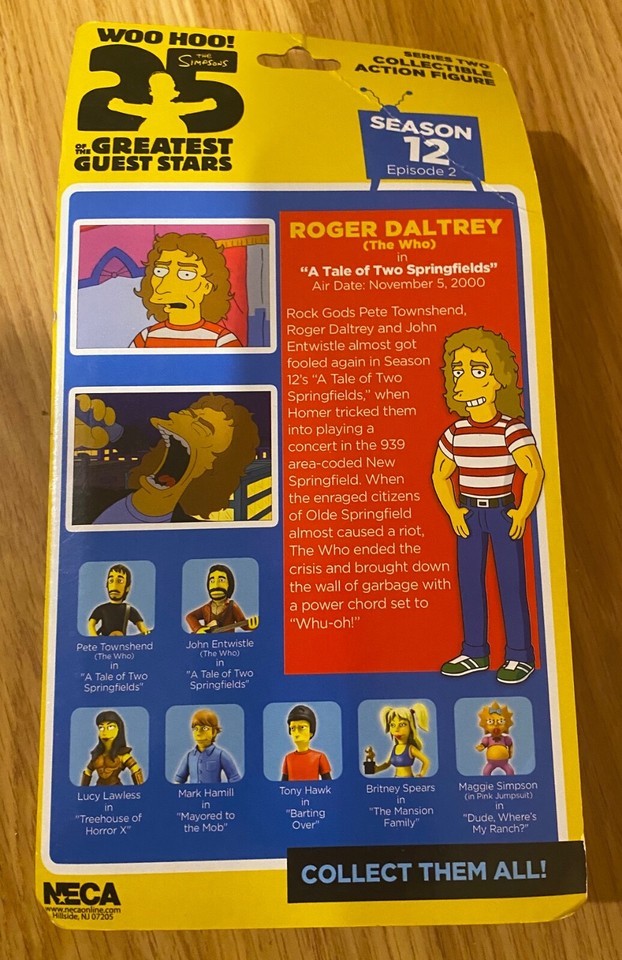 WOO HOO!
25
THE
SIMPSONS
OF THE GREATEST
GUEST STARS
SERIES TWO
COLLECTIBLE
ACTION FIGURE
SEASON
12
Episode 2
ROGER DALTREY
(The Who)
in
“A Tale of Two Springfields”
Air Date: November 5, 2000
Rock Gods Pete Townshend,
Roger Daltrey and John
Entwistle almost got
fooled again in Season
12's “A Tale of Two
Springfields,” when
Homer tricked them
into playing a
concert in the 939
area-coded New
Springfield. When
the enraged citizens
of Olde Springfield
almost caused a riot,
The Who ended the
crisis and brought down
the wall of garbage with
a power chord set to
“Whu-oh!”
Pete Townshend
(The Who)
in
"A Tale of Two
Springfields"
John Entwistle
(The Who)
in
"A Tale of Two
Springfields"
Lucy Lawless
in
"Treehouse of
Horror X"
Mark Hamill
in
"Mayored to
the Mob"
Tony Hawk
in
"Barting
Over"
Britney Spears
in
"The Mansion
Family"
Maggie Simpson
(in Pink Jumpsuit)
in
"Dude, Where's
My Ranch?"
COLLECT THEM ALL!
NECA
www.necaonline.com
Hillside, NJ 07205